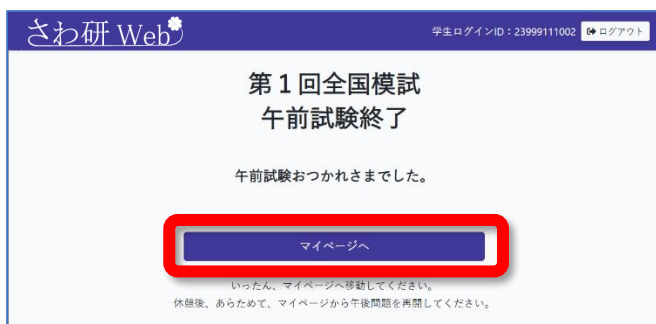 さわ研 Web
学生ログインID：23999111002 ログアウト
第１回全国模試
午前試験終了
午前試験おつかれさまでした。
マイページへ
いったん、マイページへ移動してください。
休憩後、あらためて、マイページから午後問題を再開してください。